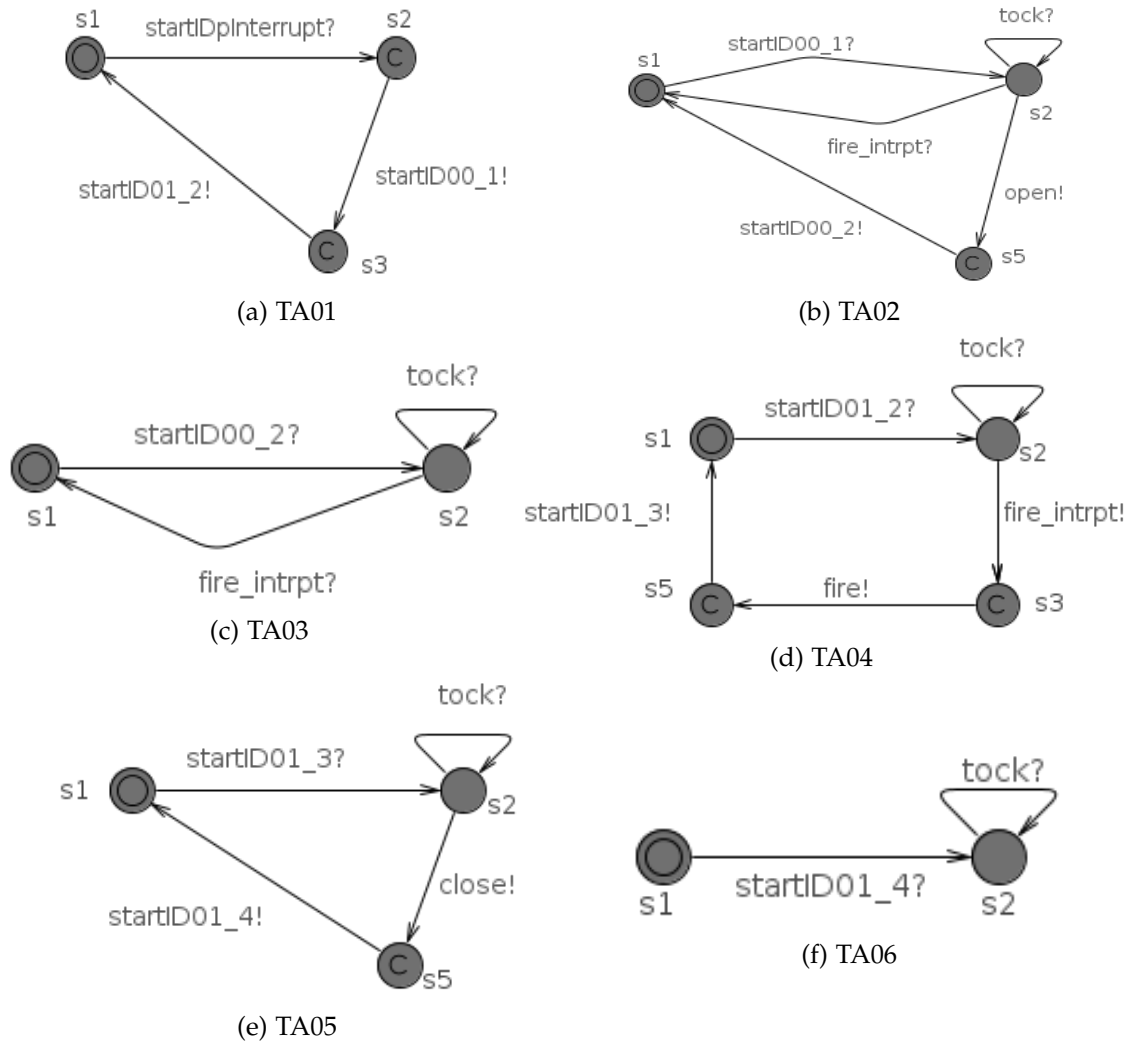 s1
startIDpInterrupt?
s2
C
startID01_2!
startID00_1!
C
s3
(a) TA01
tock?
startID00_1?
s1
s2
fire_intrpt?
open!
startID00_2!
C
s5
(b) TA02
tock?
startID00_2?
s1
s2
fire_intrpt?
(c) TA03
tock?
startID01_2?
s1
s2
startID01_3!
fire_intrpt!
s5
C
fire!
C
s3
(d) TA04
tock?
startID01_3?
s1
s2
close!
startID01_4!
C
s5
(e) TA05
tock?
startID01_4?
s1
s2
(f) TA06